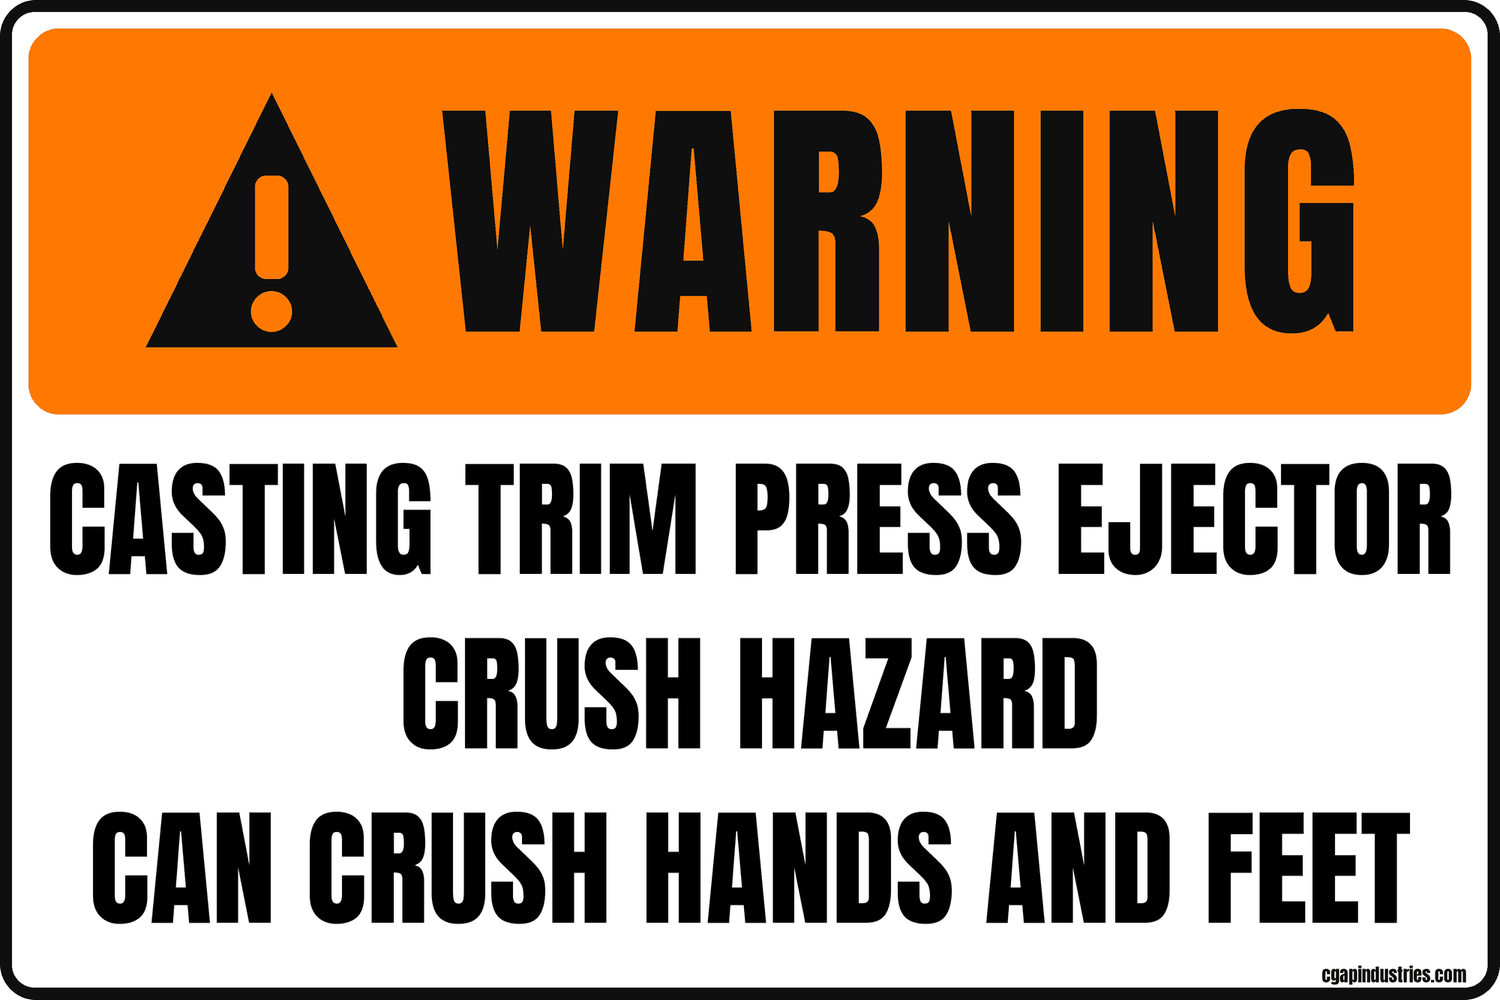 WARNING
CASTING TRIM PRESS EJECTOR
CRUSH HAZARD
CAN CRUSH HANDS AND FEET
cgapindustries.com